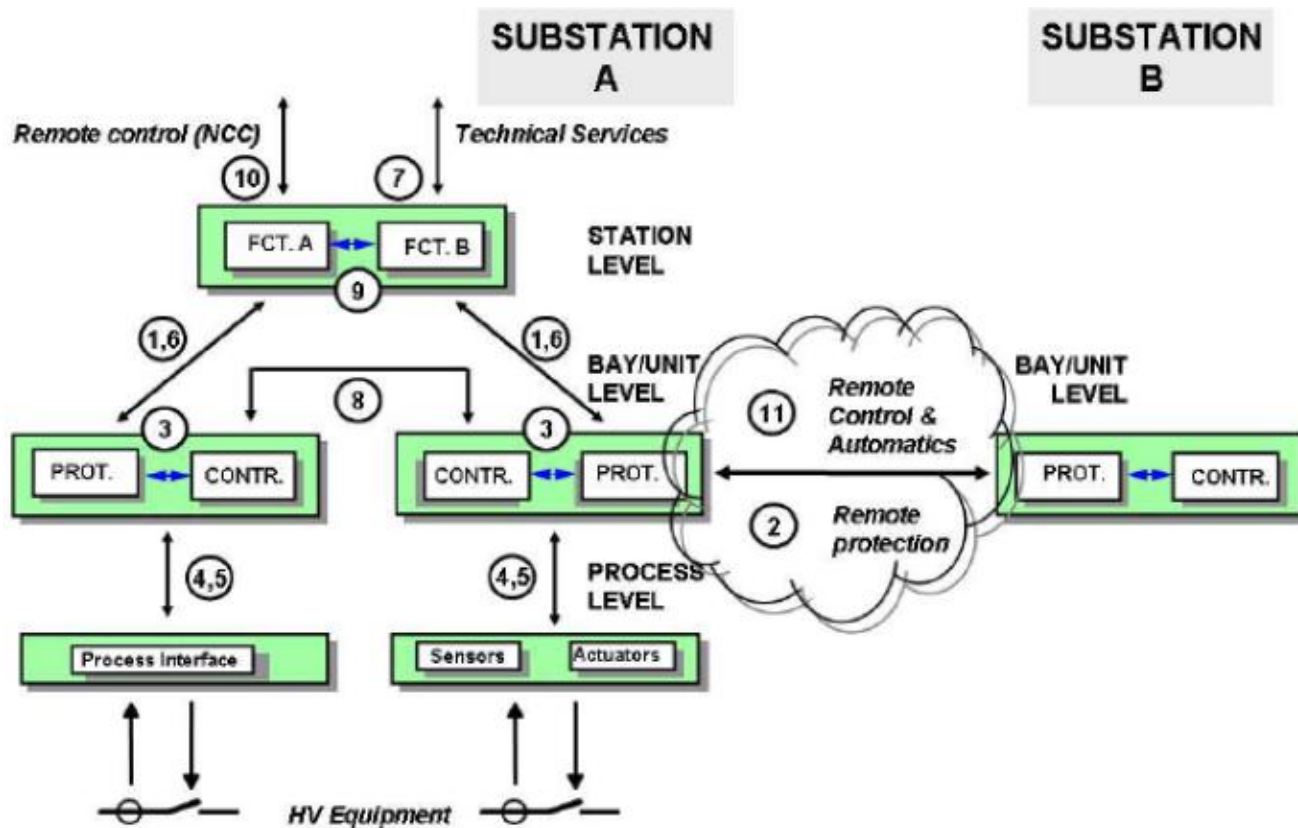 SUBSTATION
A
SUBSTATION
B
Remote control (NCC)
Technical Services
10
7
FCT. A
FCT. B
STATION
LEVEL
9
1,6
1,6
BAY/UNIT
LEVEL
BAY/UNIT
LEVEL
8
11
Remote
Control &
Automatics
3
3
PROT.
CONTR.
CONTR.
PROT.
PROT.
CONTR.
2
Remote
protection
4,5
4,5
PROCESS
LEVEL
Process Interface
Sensors
Actuators
HV Equipment